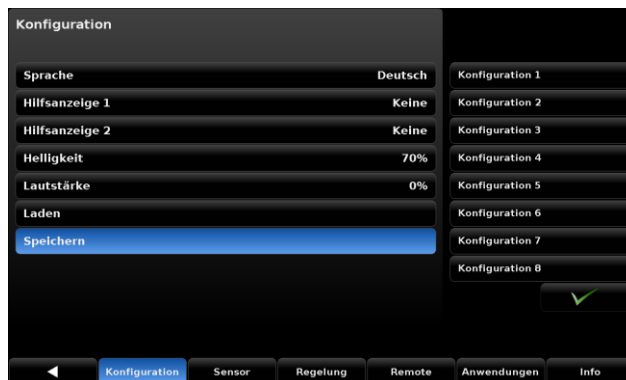 Konfiguration
Sprache Deutsch
Hilfsanzeige 1 Keine
Hilfsanzeige 2 Keine
Helligkeit 70%
Lautstärke 0%
Laden
Speichern
Konfiguration 1
Konfiguration 2
Konfiguration 3
Konfiguration 4
Konfiguration 5
Konfiguration 6
Konfiguration 7
Konfiguration 8
Konfiguration Sensor Regelung Remote Anwendungen Info